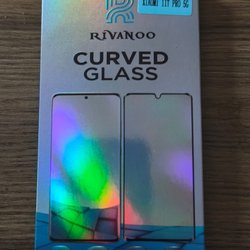 XIAOMI 11T PRO 5G
RIVANOO
CURVED
GLASS